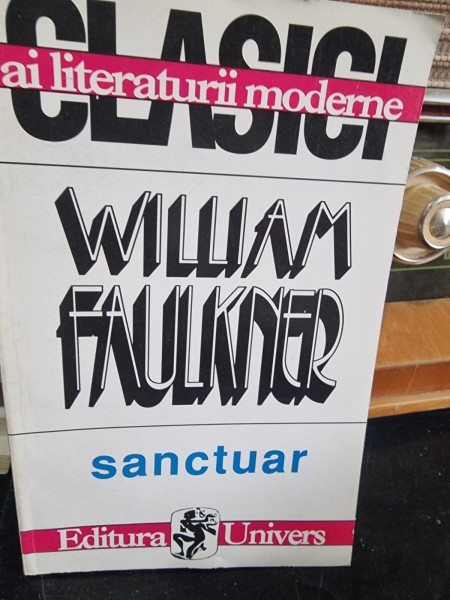 CLASICI
ai literaturii moderne
WILLIAM
FAULKNER
sanctuar
Editura Univers